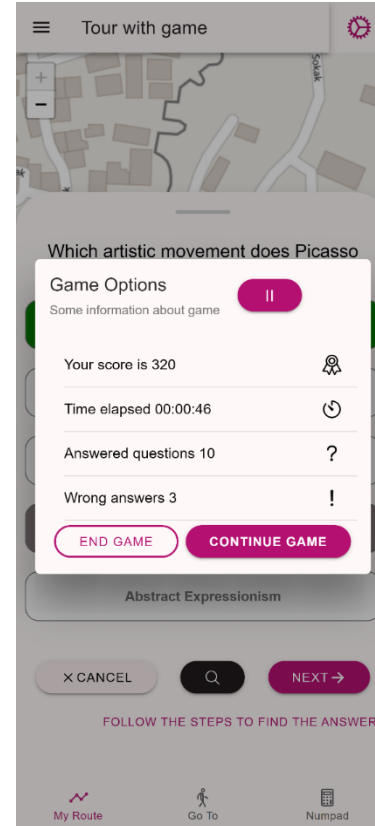 Tour with game
Sokak
+
-
Which artistic movement does Picasso
Game Options
Some information about game
Your score is 320
Time elapsed 00:00:46
Answered questions 10
?
Wrong answers 3
!
END GAME
CONTINUE GAME
Abstract Expressionism
× CANCEL
NEXT →
FOLLOW THE STEPS TO FIND THE ANSWER
My Route
Go To
Numpad